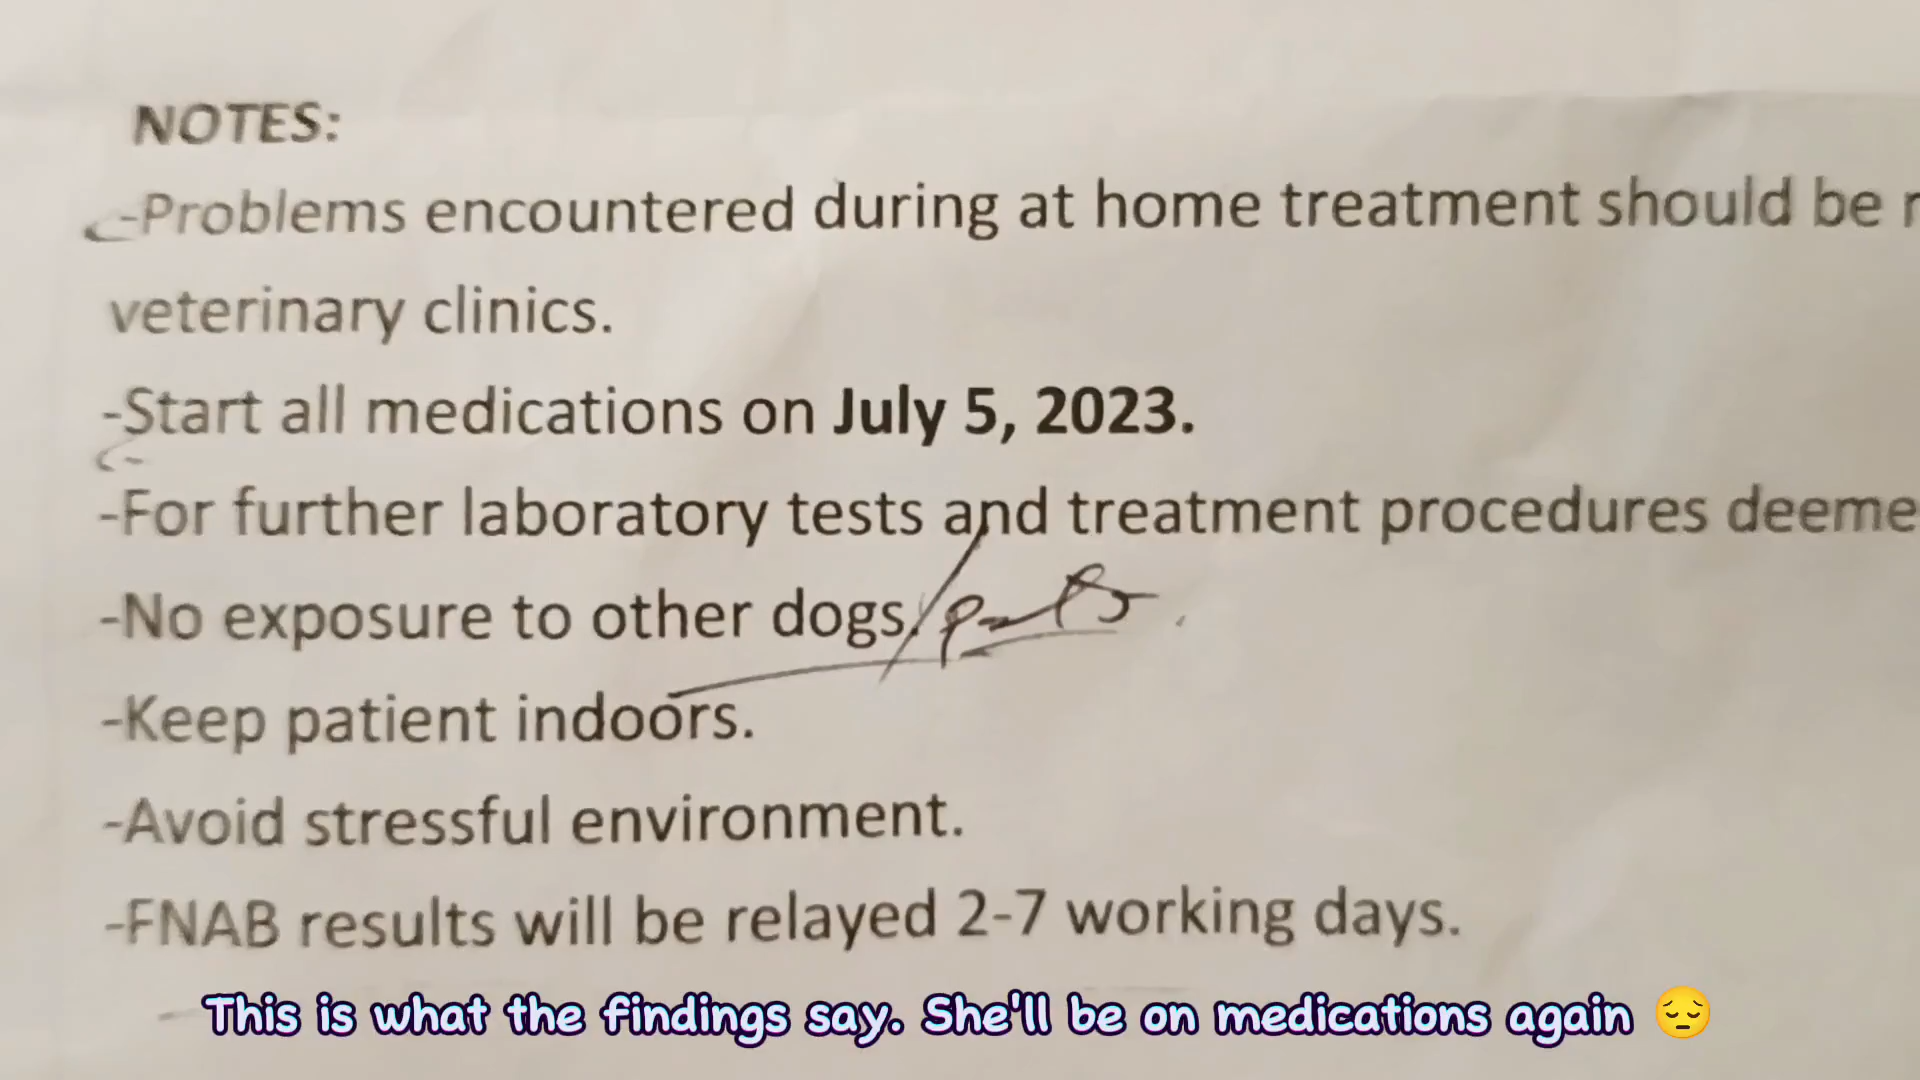 NOTES:
-Problems encountered during at home treatment should be
veterinary clinics.
-Start all medications on July 5, 2023.
-For further laboratory tests and treatment procedures deeme
-No exposure to other dogs.
-Keep patient indoors.
-Avoid stressful environment.
-FNAB results will be relayed 2-7 working days.
This is what the findings say. She'll be on medications again 😔